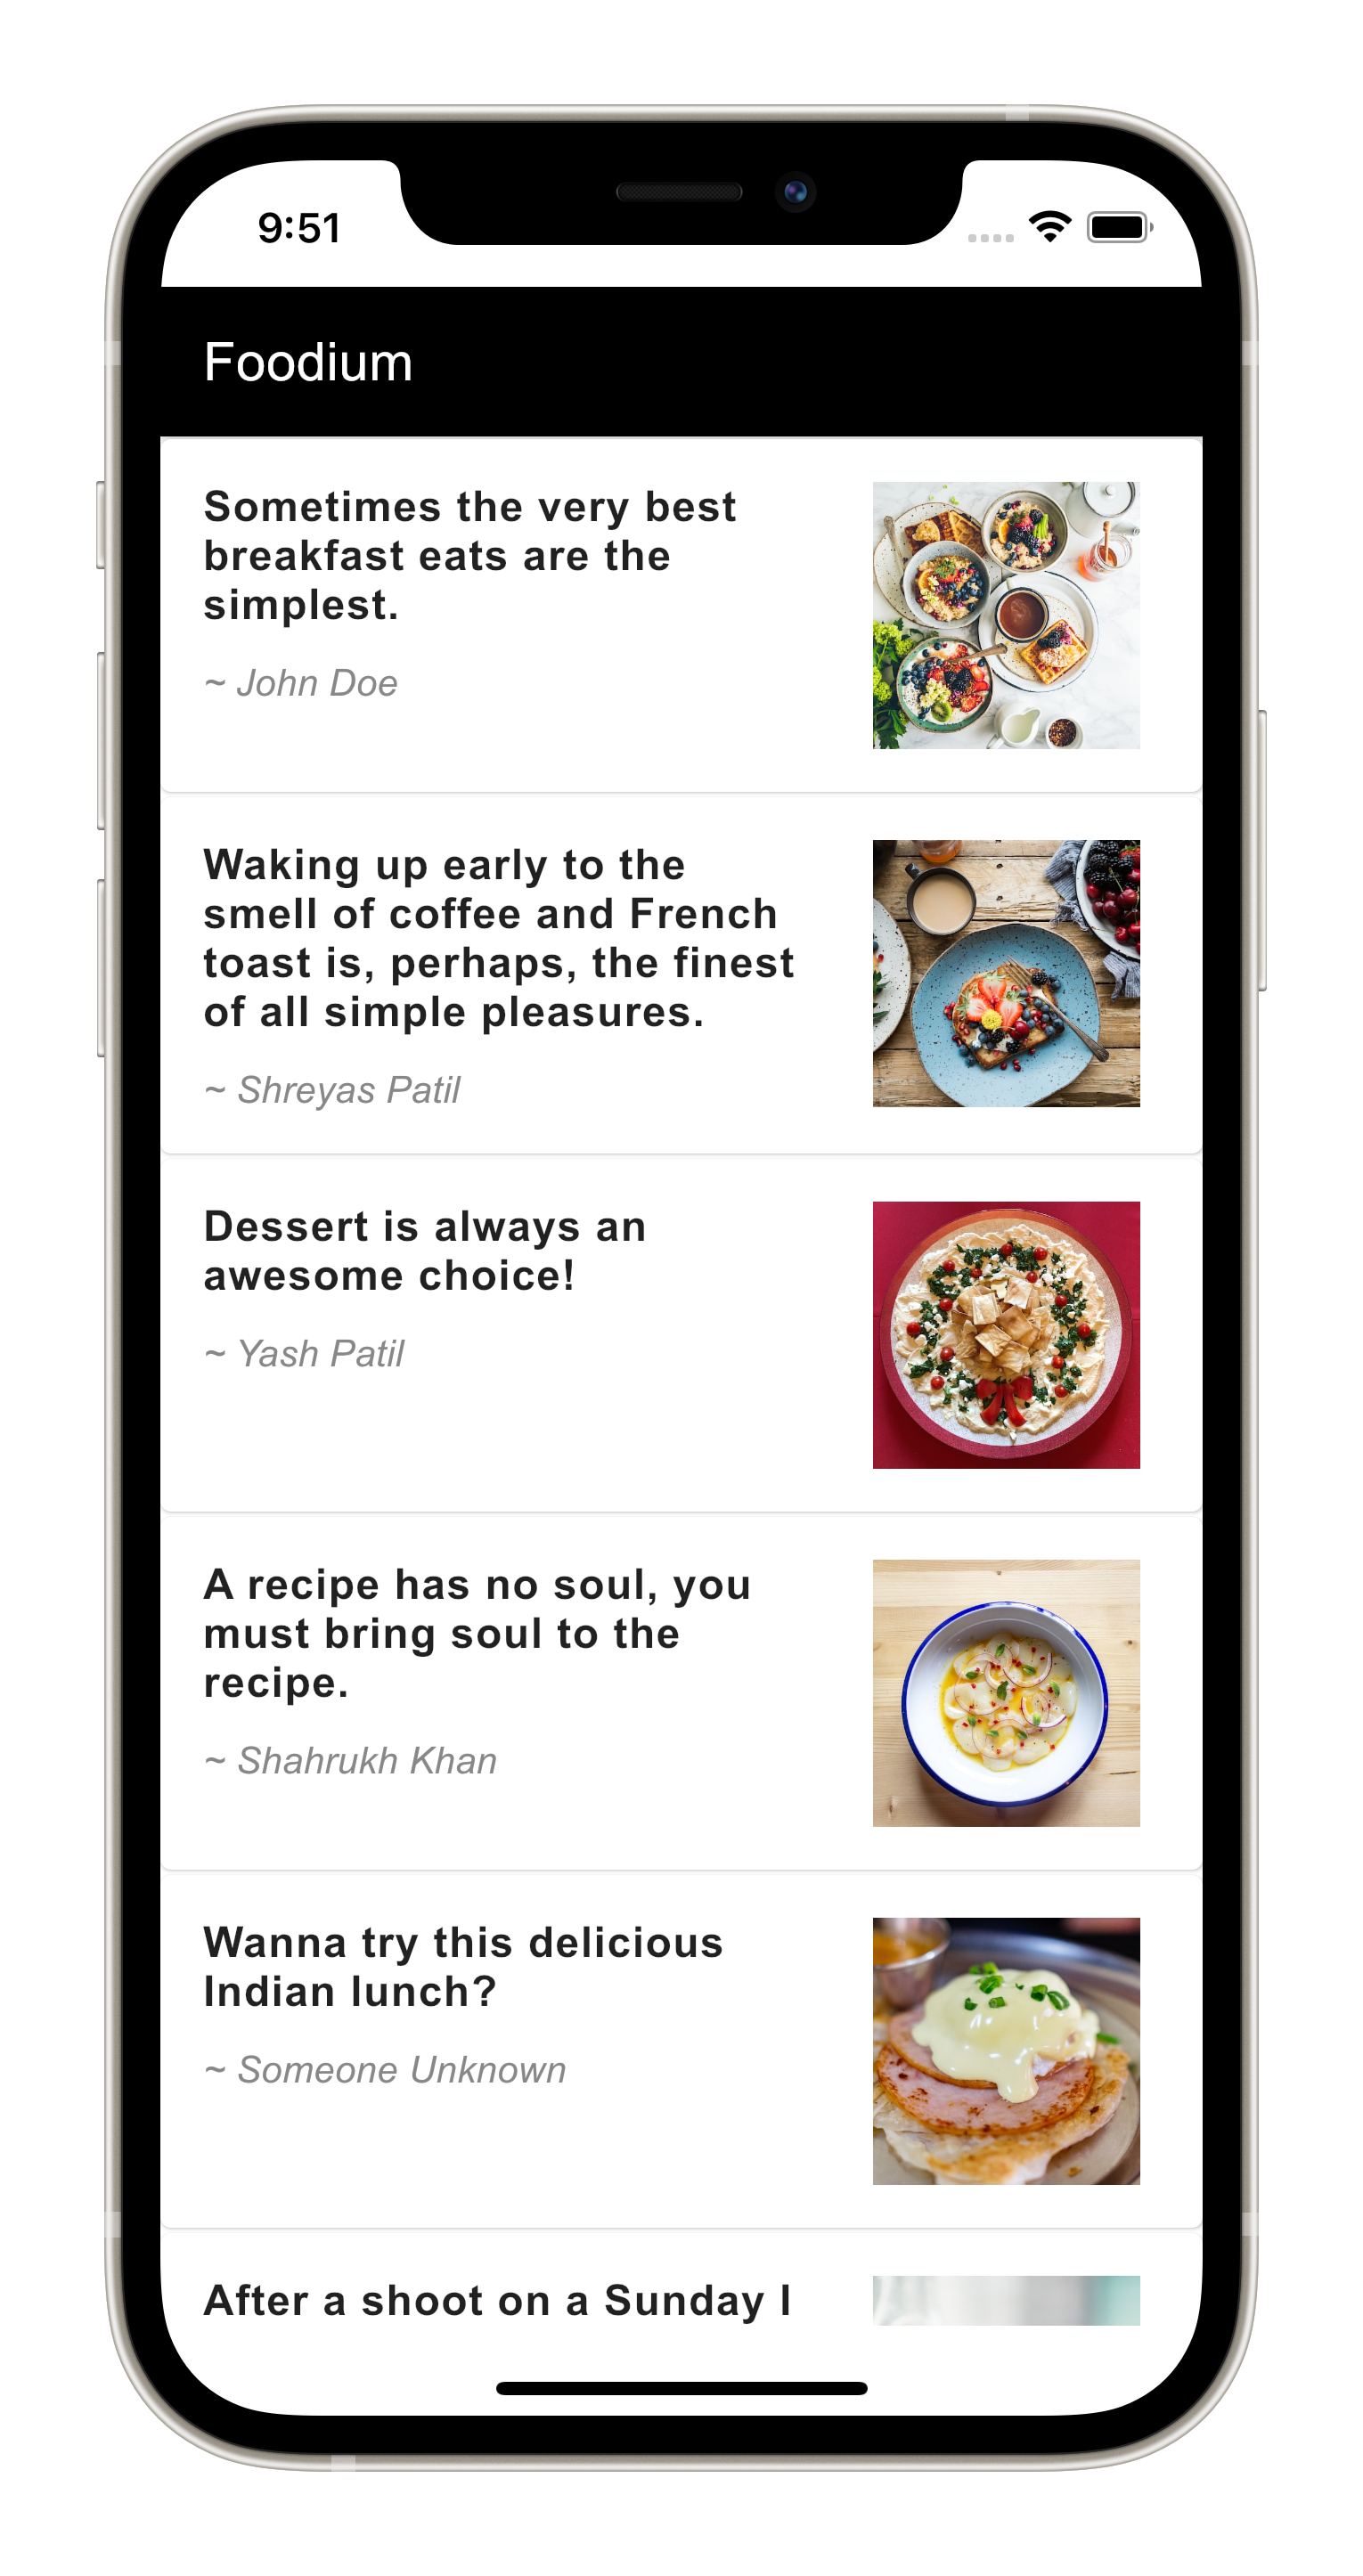 9:51
Foodium
Sometimes the very best
breakfast eats are the
simplest.
~ John Doe
Waking up early to the
smell of coffee and French
toast is, perhaps, the finest
of all simple pleasures.
~ Shreyas Patil
Dessert is always an
awesome choice!
~ Yash Patil
A recipe has no soul, you
must bring soul to the
recipe.
~ Shahrukh Khan
Wanna try this delicious
Indian lunch?
~ Someone Unknown
After a shoot on a Sunday I